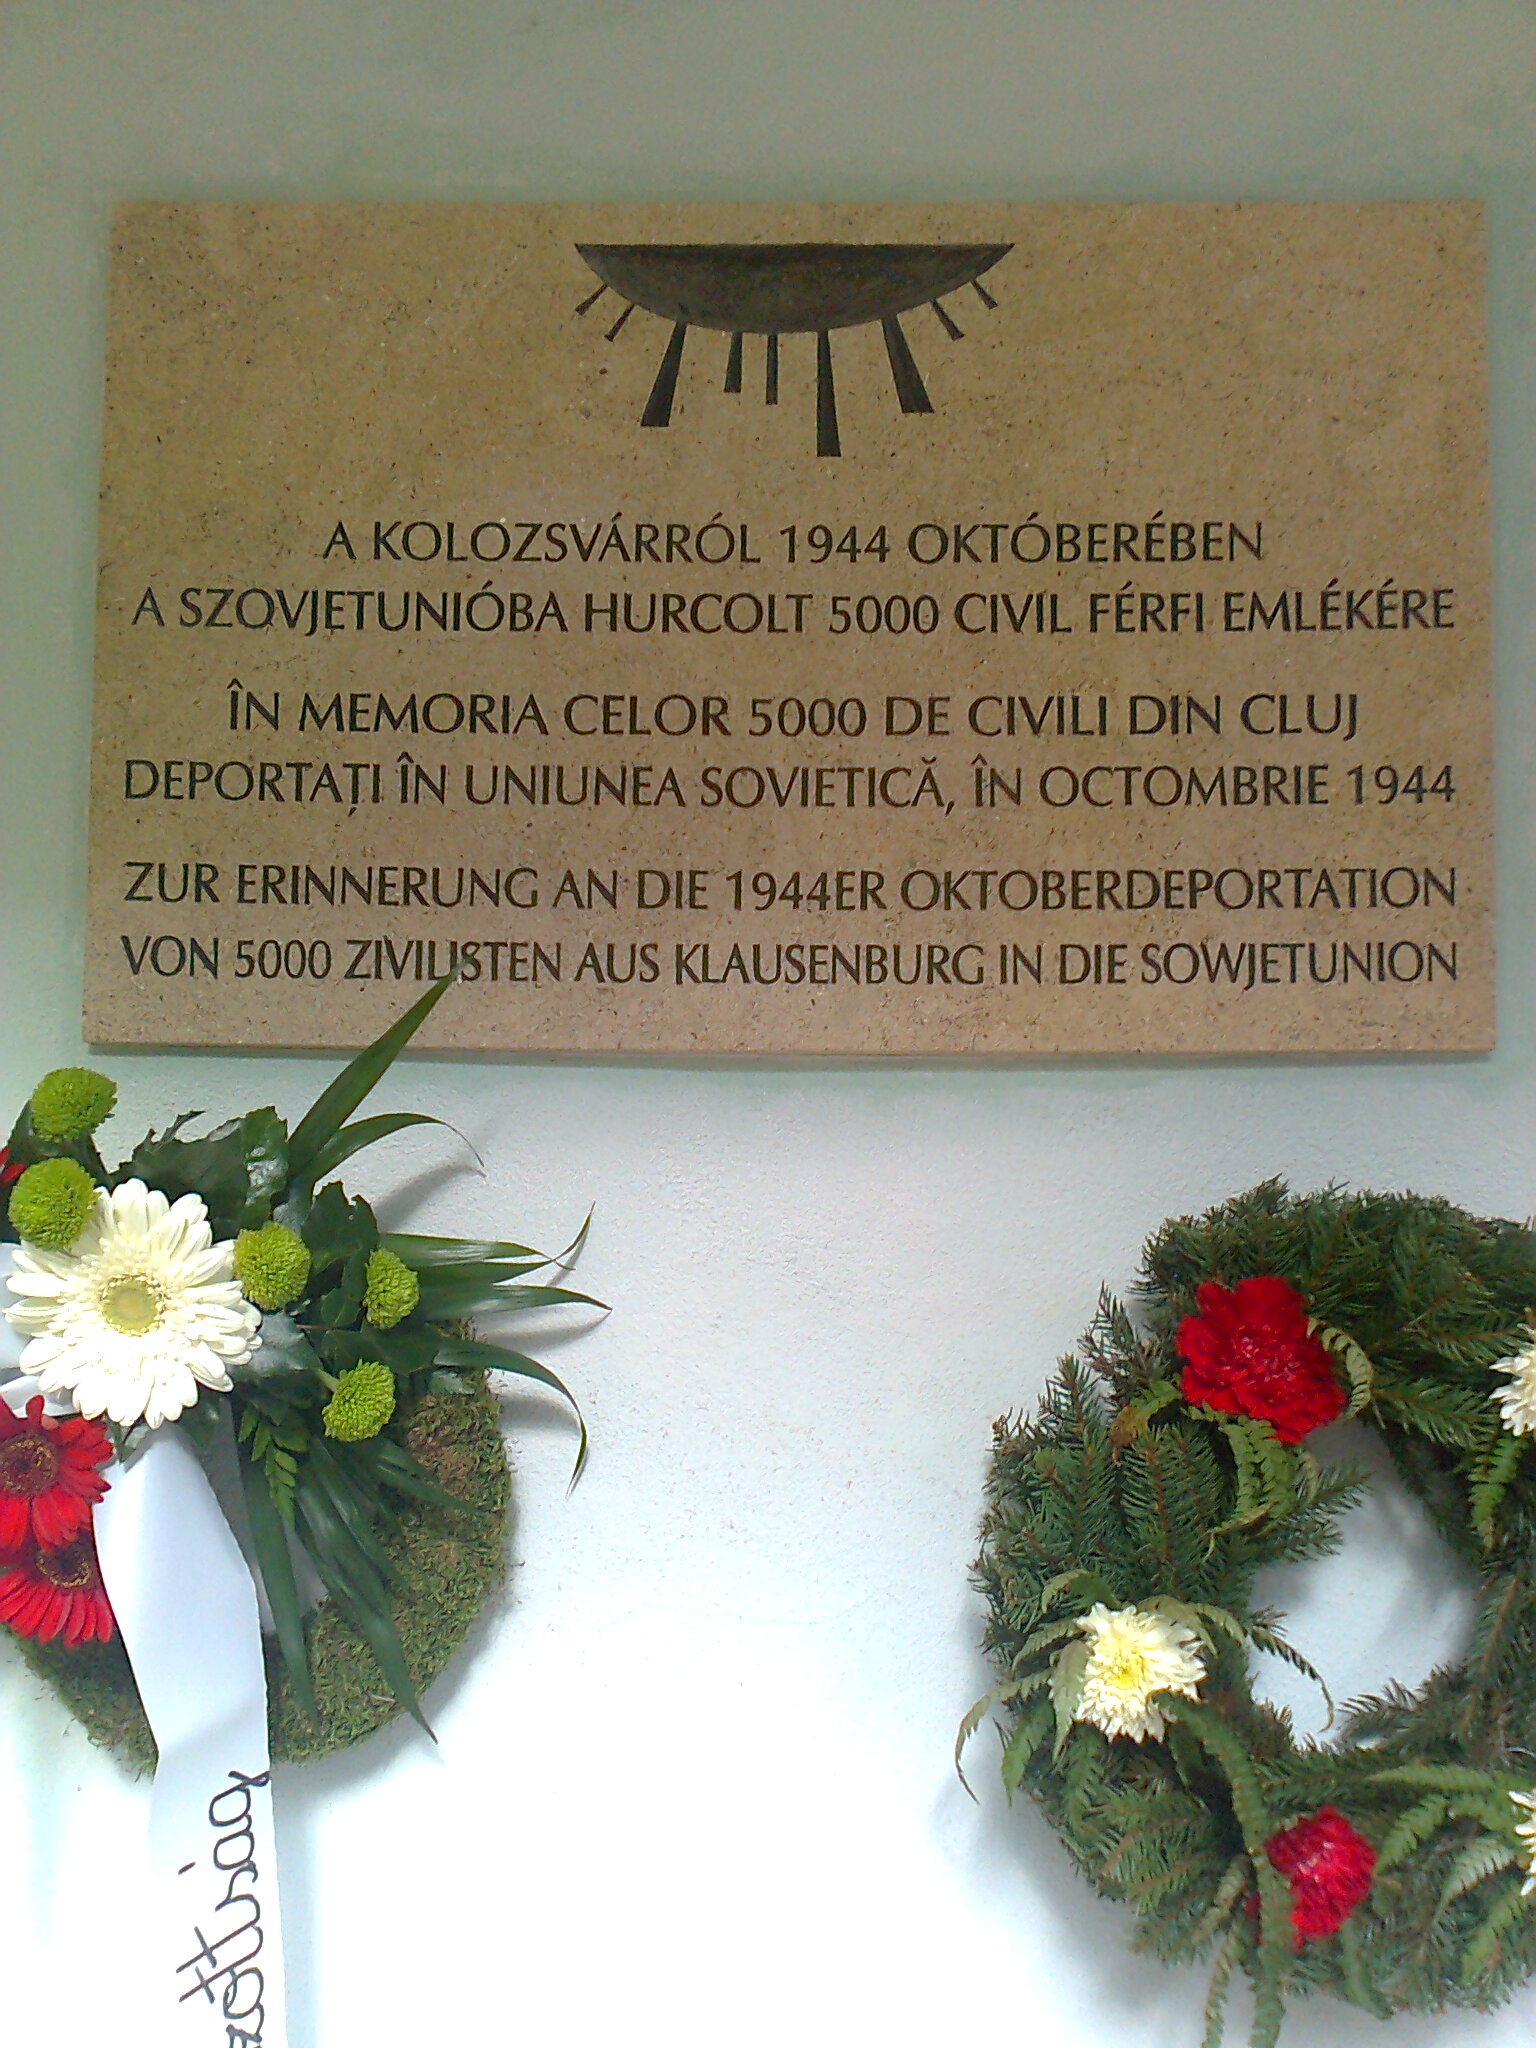 A KOLOZSVÁRRÓL 1944 OKTÓBERÉBEN
A SZOVJETUNIÓBA HURCOLT 5000 CIVIL FÉRFI EMLÉKÉRE
ÎN MEMORIA CELOR 5000 DE CIVILI DIN CLUJ
DEPORTAȚI ÎN UNIUNEA SOVIETICĂ, ÎN OCTOMBRIE 1944
ZUR ERINNERUNG AN DIE 1944ER OKTOBERDEPORTATION
VON 5000 ZIVILISTEN AUS KLAUSENBURG IN DIE SOWJETUNION